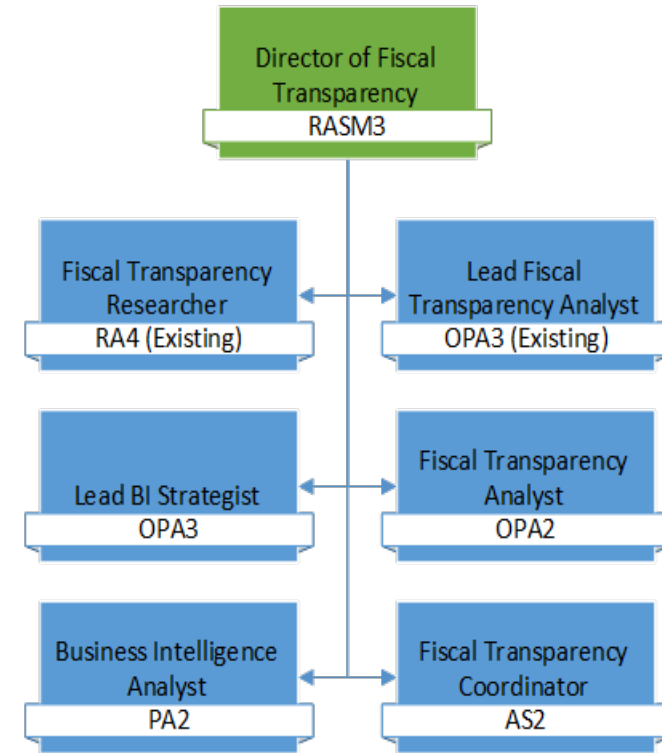 Director of Fiscal
Transparency
RASM3
Fiscal Transparency
Researcher
RA4 (Existing)
Lead Fiscal
Transparency Analyst
OPA3 (Existing)
Lead BI Strategist
OPA3
Fiscal Transparency
Analyst
OPA2
Business Intelligence
Analyst
PA2
Fiscal Transparency
Coordinator
AS2